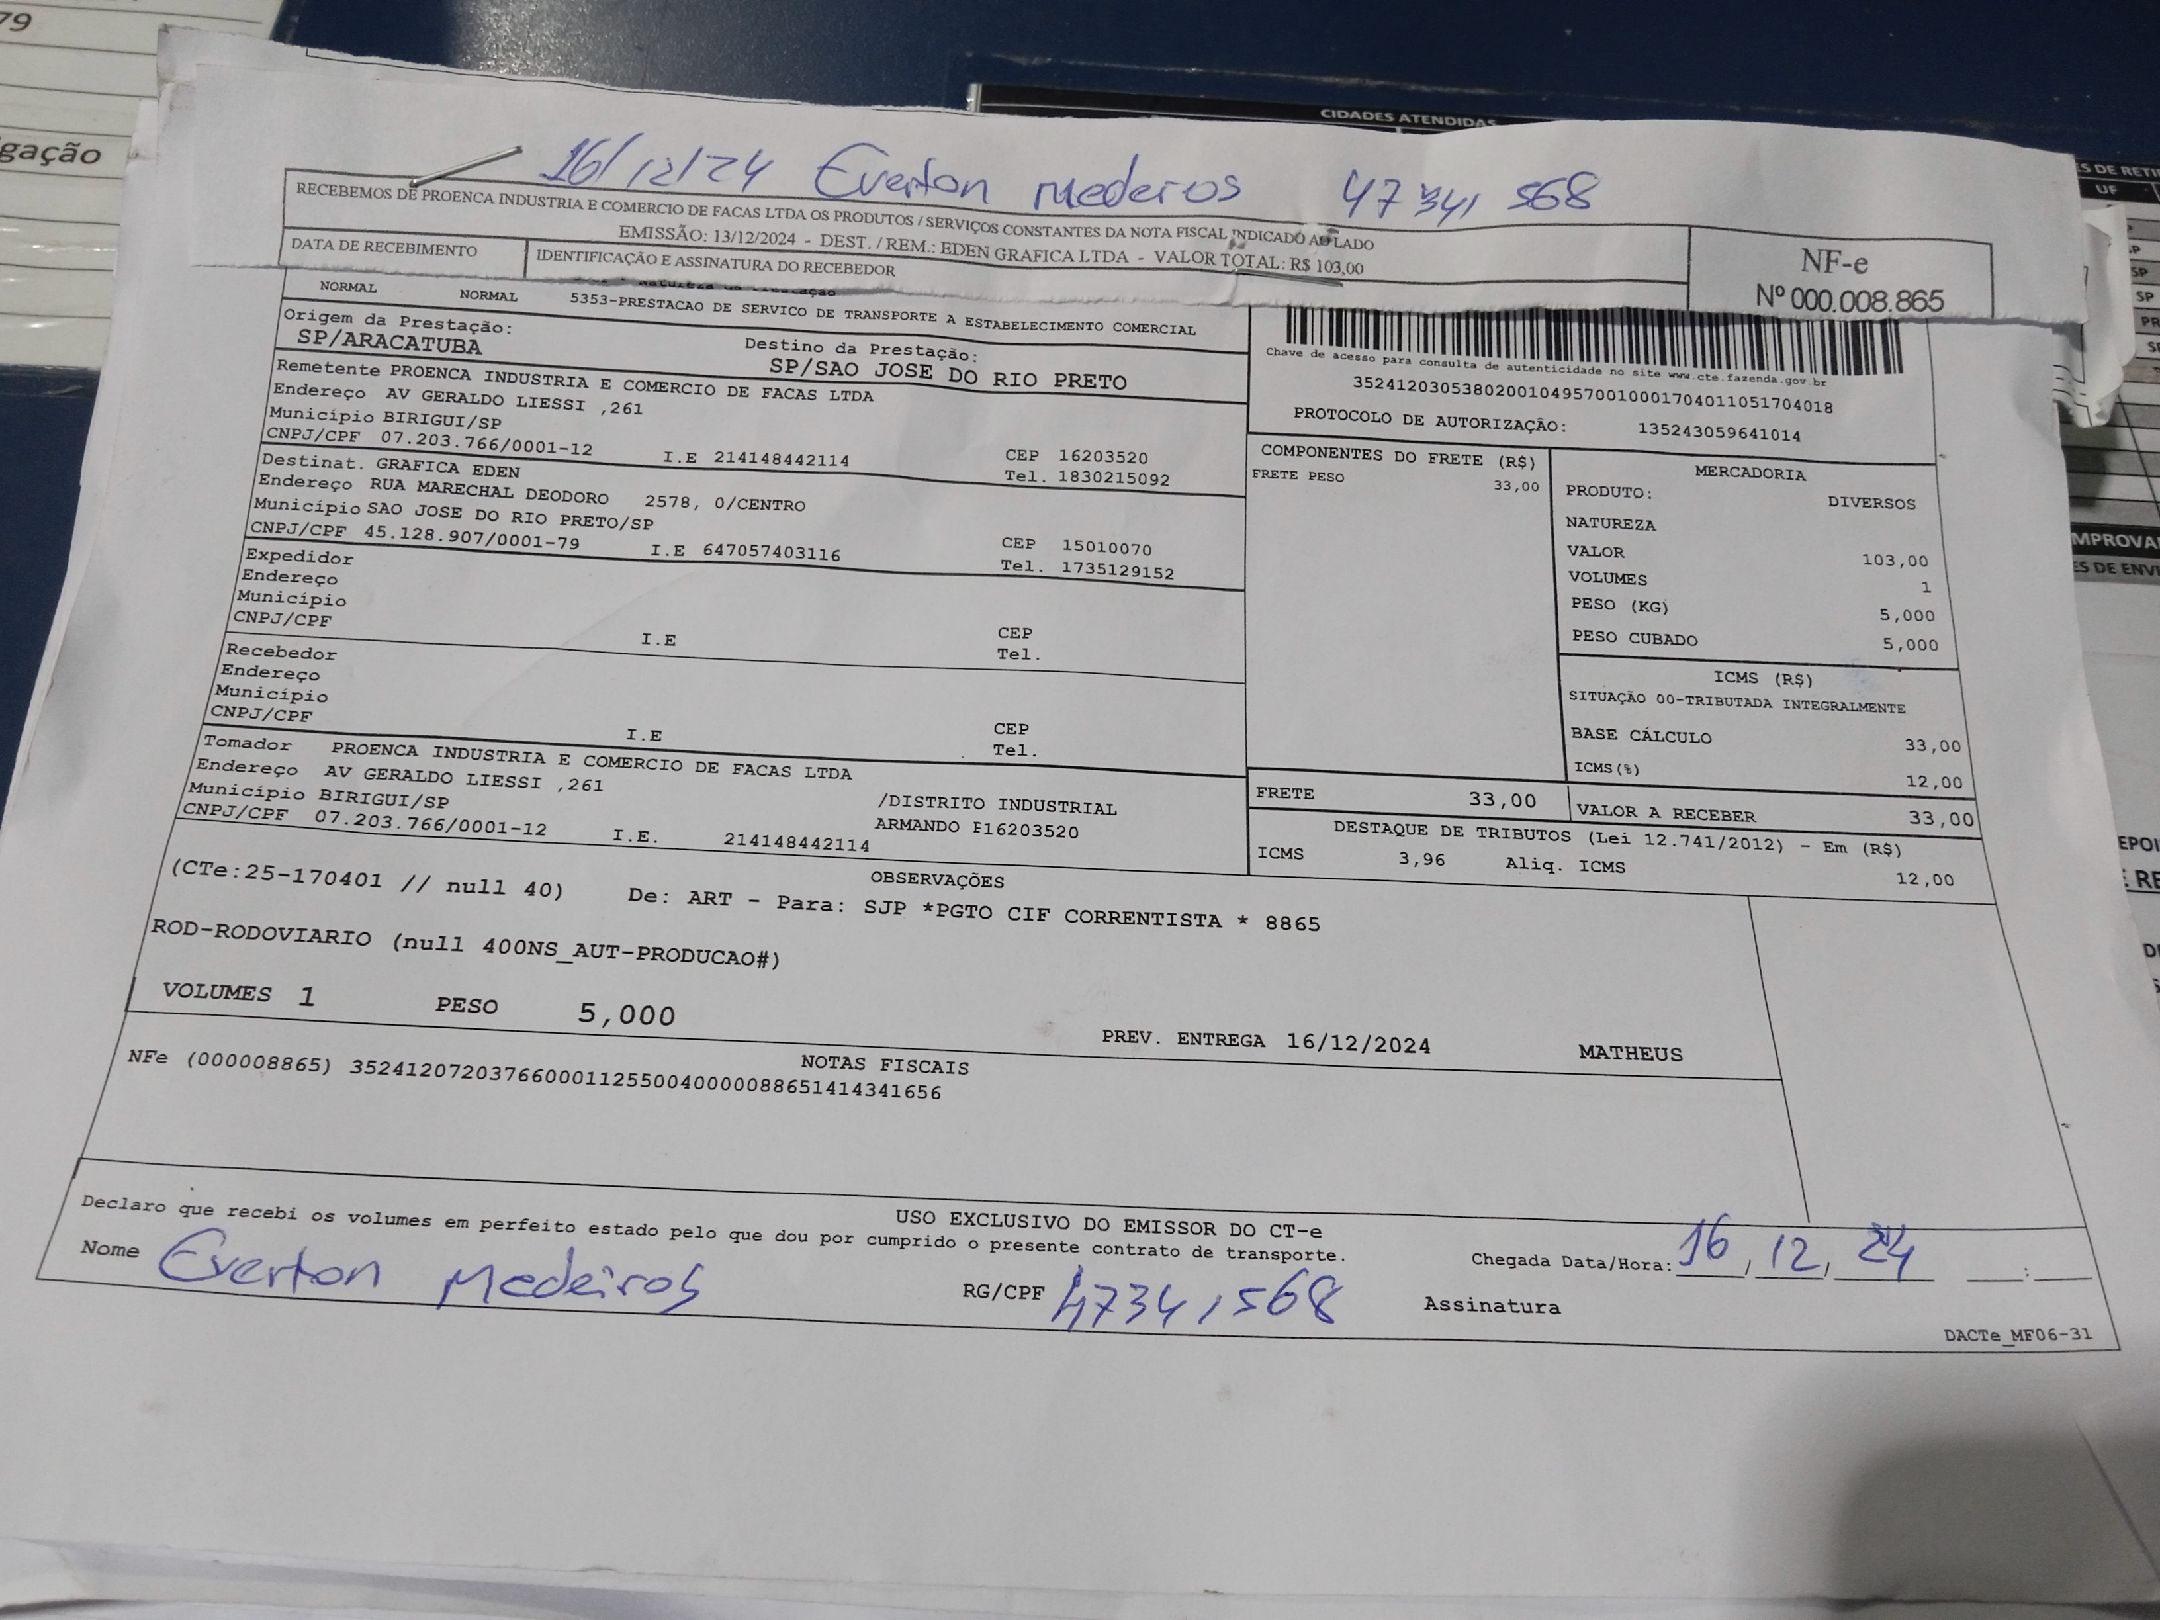 79
gação
CIDADES ATENDIDAS
16/12/24 Everton Medeiros 47341568
RECEBEMOS DE PROENCA INDUSTRIA E COMERCIO DE FACAS LTDA OS PRODUTOS / SERVIÇOS CONSTANTES DA NOTA FISCAL INDICADO AO LADO
EMISSÃO: 13/12/2024 - DEST. / REM.: EDEN GRAFICA LTDA - VALOR TOTAL: R$ 103,00
DATA DE RECEBIMENTO IDENTIFICAÇÃO E ASSINATURA DO RECEBEDOR
NF-e
Nº 000.008.865
NORMAL NORMAL 5353-PRESTACAO DE SERVICO DE TRANSPORTE A ESTABELECIMENTO COMERCIAL
Origem da Prestação: Destino da Prestação:
SP/ARACATUBA SP/SAO JOSE DO RIO PRETO
Chave de acesso para consulta de autenticidade no site www.cte.fazenda.gov.br
35241203053802001049570010001704011051704018
PROTOCOLO DE AUTORIZAÇÃO: 135243059641014
Remetente PROENCA INDUSTRIA E COMERCIO DE FACAS LTDA
Endereço AV GERALDO LIESSI ,261
Município BIRIGUI/SP CEP 16203520
CNPJ/CPF 07.203.766/0001-12 I.E 214148442114 Tel. 1830215092
Destinat. GRAFICA EDEN
Endereço RUA MARECHAL DEODORO 2578, 0/CENTRO
Município SAO JOSE DO RIO PRETO/SP CEP 15010070
CNPJ/CPF 45.128.907/0001-79 I.E 647057403116 Tel. 1735129152
Expedidor
Endereço
Município CEP
CNPJ/CPF I.E Tel.
Recebedor
Endereço
Município CEP
CNPJ/CPF I.E Tel.
Tomador PROENCA INDUSTRIA E COMERCIO DE FACAS LTDA
Endereço AV GERALDO LIESSI ,261 /DISTRITO INDUSTRIAL
Município BIRIGUI/SP ARMANDO P16203520
CNPJ/CPF 07.203.766/0001-12 I.E. 214148442114
COMPONENTES DO FRETE (R$)
FRETE PESO 33,00
MERCADORIA
PRODUTO: DIVERSOS
NATUREZA
VALOR 103,00
VOLUMES 1
PESO (KG) 5,000
PESO CUBADO 5,000
ICMS (R$)
SITUAÇÃO 00-TRIBUTADA INTEGRALMENTE
BASE CÁLCULO 33,00
ICMS(%) 12,00
FRETE 33,00 VALOR A RECEBER 33,00
DESTAQUE DE TRIBUTOS (Lei 12.741/2012) - Em (R$)
ICMS 3,96 Aliq. ICMS 12,00
OBSERVAÇÕES
(CTe:25-170401 // null 40) De: ART - Para: SJP *PGTO CIF CORRENTISTA * 8865
ROD-RODOVIARIO (null 400NS_AUT-PRODUCAO#)
VOLUMES 1 PESO 5,000 PREV. ENTREGA 16/12/2024 MATHEUS
NOTAS FISCAIS
NFe (000008865) 35241207203766000112550040000088651414341656
USO EXCLUSIVO DO EMISSOR DO CT-e
Declaro que recebi os volumes em perfeito estado pelo que dou por cumprido o presente contrato de transporte.
Chegada Data/Hora: 16, 12, 24 :
Nome Everton Medeiros RG/CPF 47341568 Assinatura
DACTe_MF06-31